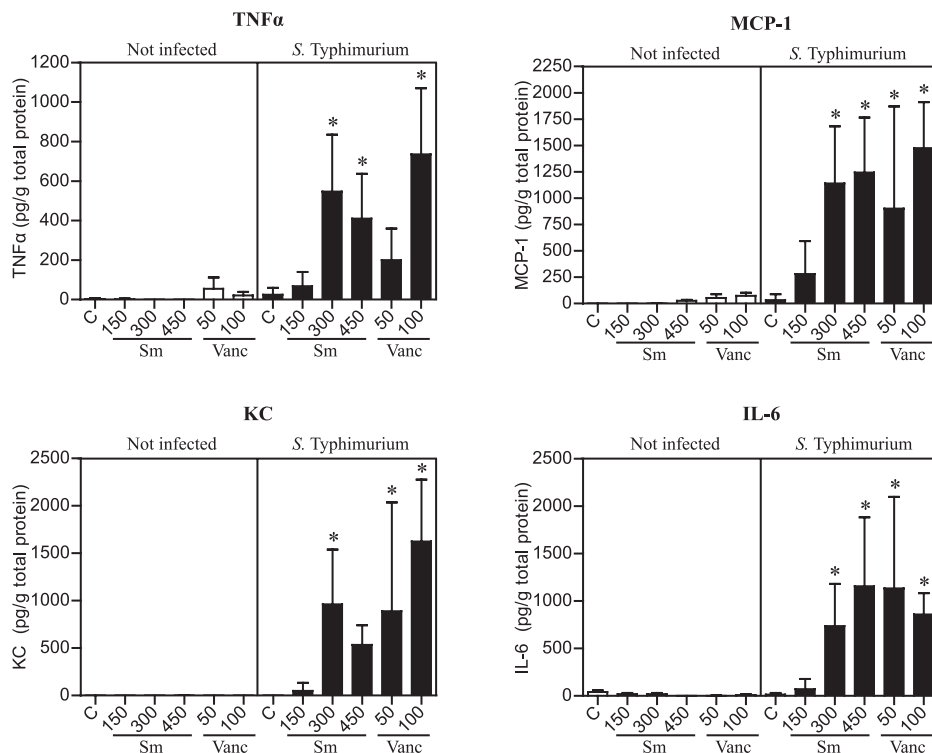 TNFα
Not infected
S. Typhimurium
TNFα (pg/g total protein)
1200
1000
800
600
400
200
0
* * *
C 150 300 450 50 100 C 150 300 450 50 100
Sm Vanc Sm Vanc
MCP-1
Not infected
S. Typhimurium
MCP-1 (pg/g total protein)
2250
2000
1750
1500
1250
1000
750
500
250
0
* * * *
C 150 300 450 50 100 C 150 300 450 50 100
Sm Vanc Sm Vanc
KC
Not infected
S. Typhimurium
KC (pg/g total protein)
2500
2000
1500
1000
500
0
* * *
C 150 300 450 50 100 C 150 300 450 50 100
Sm Vanc Sm Vanc
IL-6
Not infected
S. Typhimurium
IL-6 (pg/g total protein)
2500
2000
1500
1000
500
0
* * * *
C 150 300 450 50 100 C 150 300 450 50 100
Sm Vanc Sm Vanc